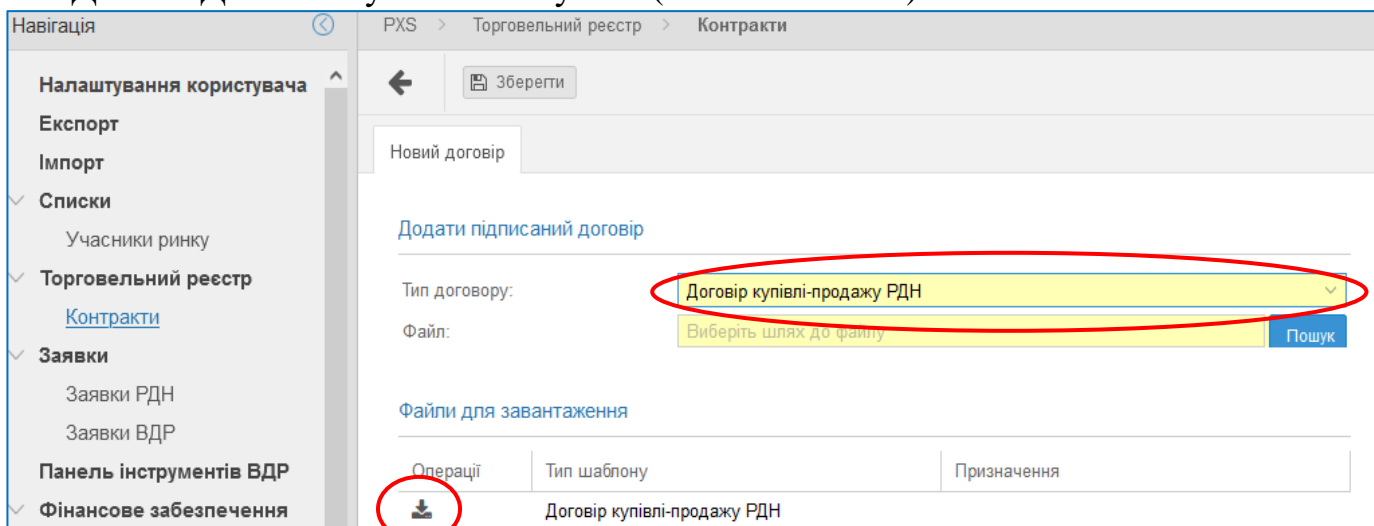 Навігація
PXS > Торговельний реєстр > Контракти
Налаштування користувача
Зберегти
Експорт
Новий договір
Імпорт
Списки
Додати підписаний договір
Учасники ринку
Торговельний реєстр
Тип договору:
Договір купівлі-продажу РДН
Контракти
Файл:
Виберіть шлях до файлу
Пошук
Заявки
Заявки РДН
Файли для завантаження
Заявки ВДР
Операції
Тип шаблону
Призначення
Панель інструментів ВДР
Фінансове забезпечення
Договір купівлі-продажу РДН